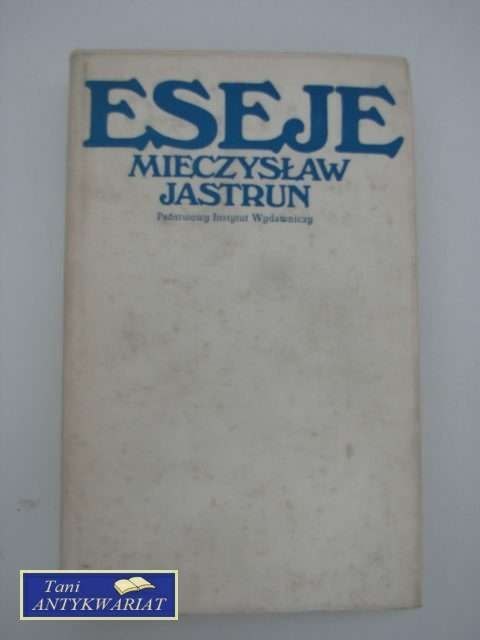 ESEJE
MIECZYSŁAW
JASTRUN
Państwowy Instytut Wydawniczy
Tani
ANTYKWARIAT